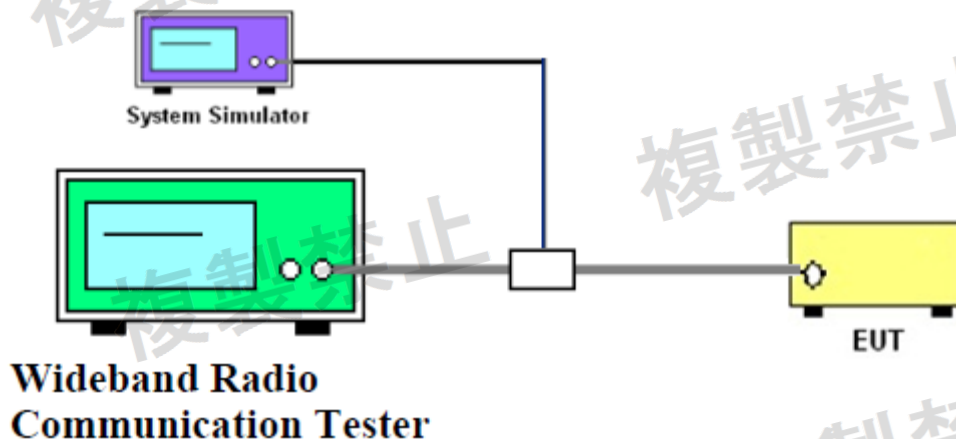 複製禁止
System Simulator
複製禁止
複製禁止
EUT
Wideband Radio
Communication Tester